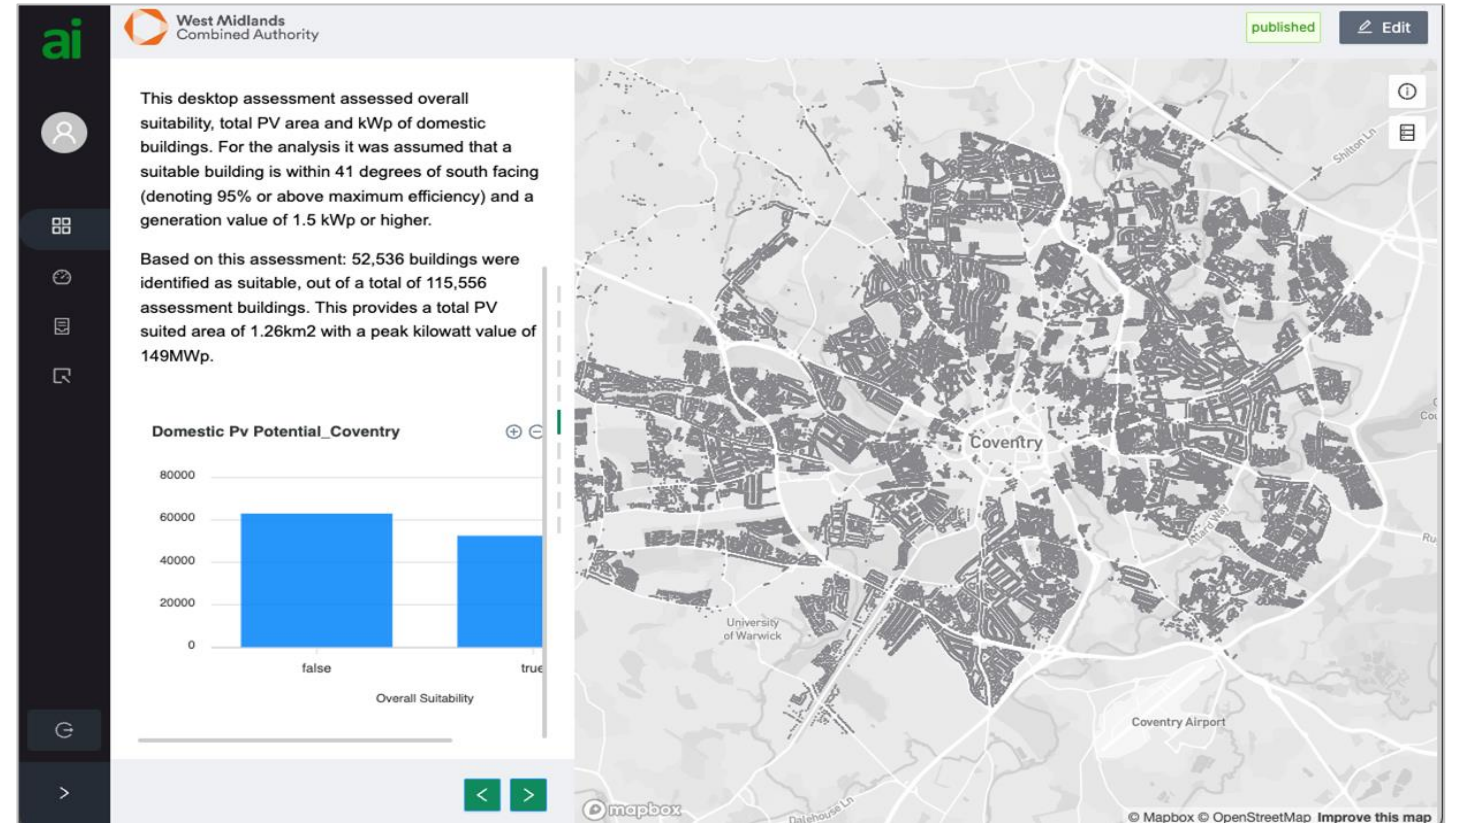 ai
West Midlands
Combined Authority
published
Edit
This desktop assessment assessed overall
suitability, total PV area and kWp of domestic
buildings. For the analysis it was assumed that a
suitable building is within 41 degrees of south facing
(denoting 95% or above maximum efficiency) and a
generation value of 1.5 kWp or higher.
Based on this assessment: 52,536 buildings were
identified as suitable, out of a total of 115,556
assessment buildings. This provides a total PV
suited area of 1.26km2 with a peak kilowatt value of
149MWp.
Domestic Pv Potential_Coventry
80000
60000
40000
20000
0
false
true
Overall Suitability
Shilton Ln
Coventry
University
of Warwick
Coventry Airport
mapbox
Dalehouse Ln
© Mapbox © OpenStreetMap Improve this map